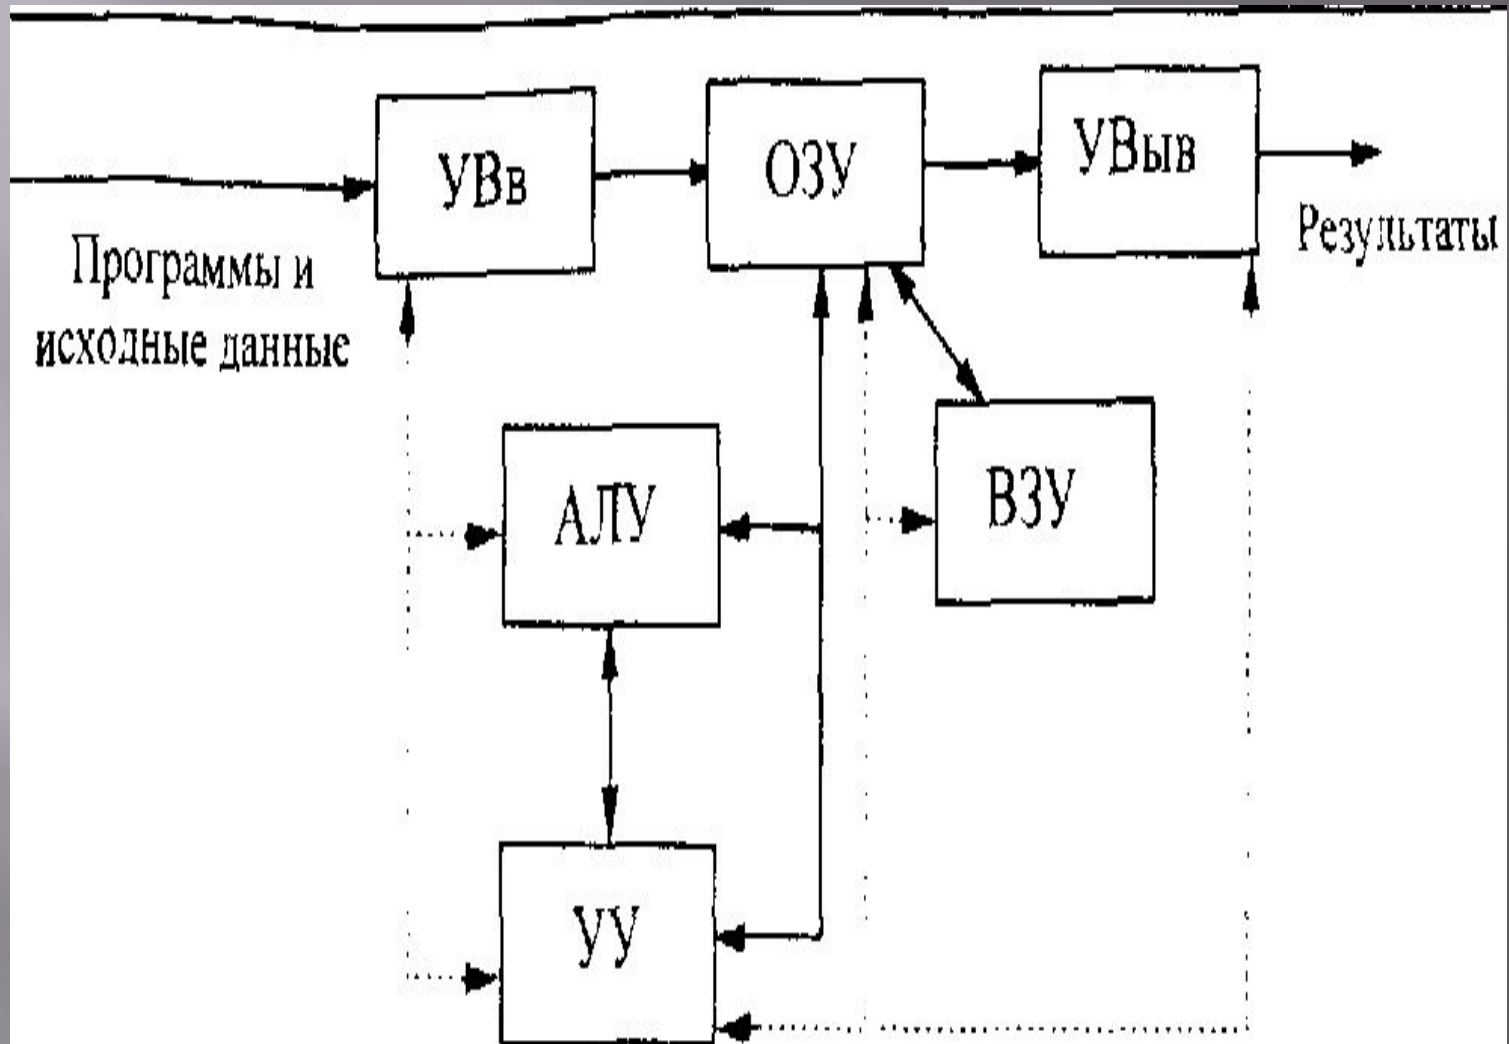 УВв
ОЗУ
УВыв
Программы и
исходные данные
Результаты
АЛУ
ВЗУ
УУ